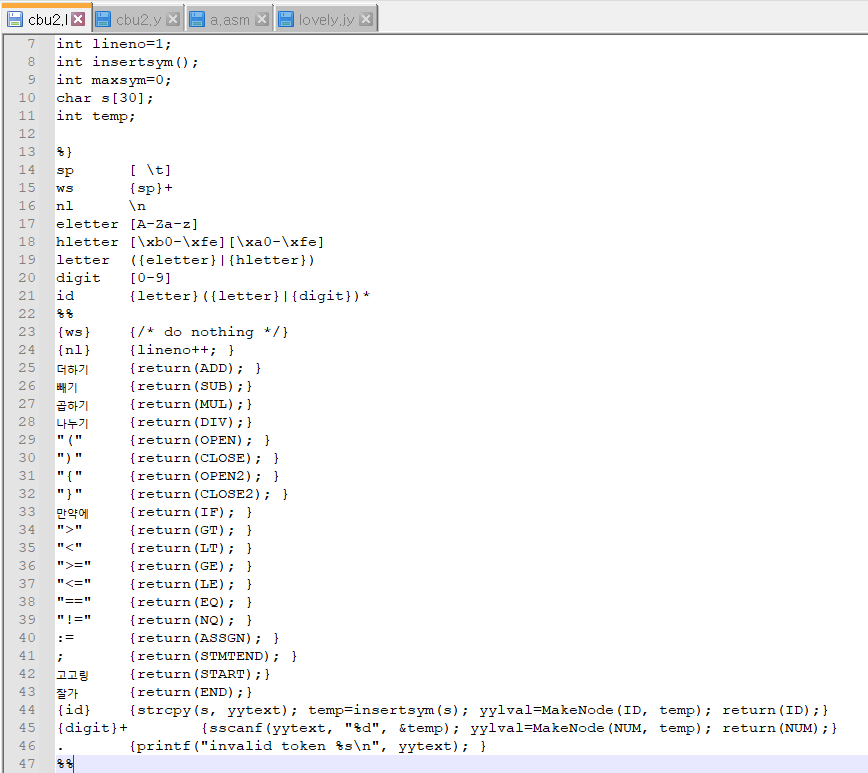 cbu2.l cbu2.y a.asm lovely.jy
7 int lineno=1;
8 int insertsym();
9 int maxsym=0;
10 char s[30];
11 int temp;
12
13 %}
14 sp [ \t]
15 ws {sp}+
16 nl \n
17 eletter [A-Za-z]
18 hletter [\xb0-\xfe][\xa0-\xfe]
19 letter ({eletter}|{hletter})
20 digit [0-9]
21 id {letter}({letter}|{digit})*
22 %%
23 {ws} {/* do nothing */}
24 {nl} {lineno++; }
25 더하기 {return(ADD); }
26 빼기 {return(SUB);}
27 곱하기 {return(MUL);}
28 나누기 {return(DIV);}
29 "(" {return(OPEN); }
30 ")" {return(CLOSE); }
31 "{" {return(OPEN2); }
32 "}" {return(CLOSE2); }
33 만약에 {return(IF); }
34 ">" {return(GT); }
35 "<" {return(LT); }
36 ">=" {return(GE); }
37 "<=" {return(LE); }
38 "==" {return(EQ); }
39 "!=" {return(NQ); }
40 := {return(ASSGN); }
41 ; {return(STMTEND); }
42 고고링 {return(START);}
43 잘가 {return(END);}
44 {id} {strcpy(s, yytext); temp=insertsym(s); yylval=MakeNode(ID, temp); return(ID);}
45 {digit}+ {sscanf(yytext, "%d", &temp); yylval=MakeNode(NUM, temp); return(NUM);}
46 . {printf("invalid token %s\n", yytext); }
47 %%